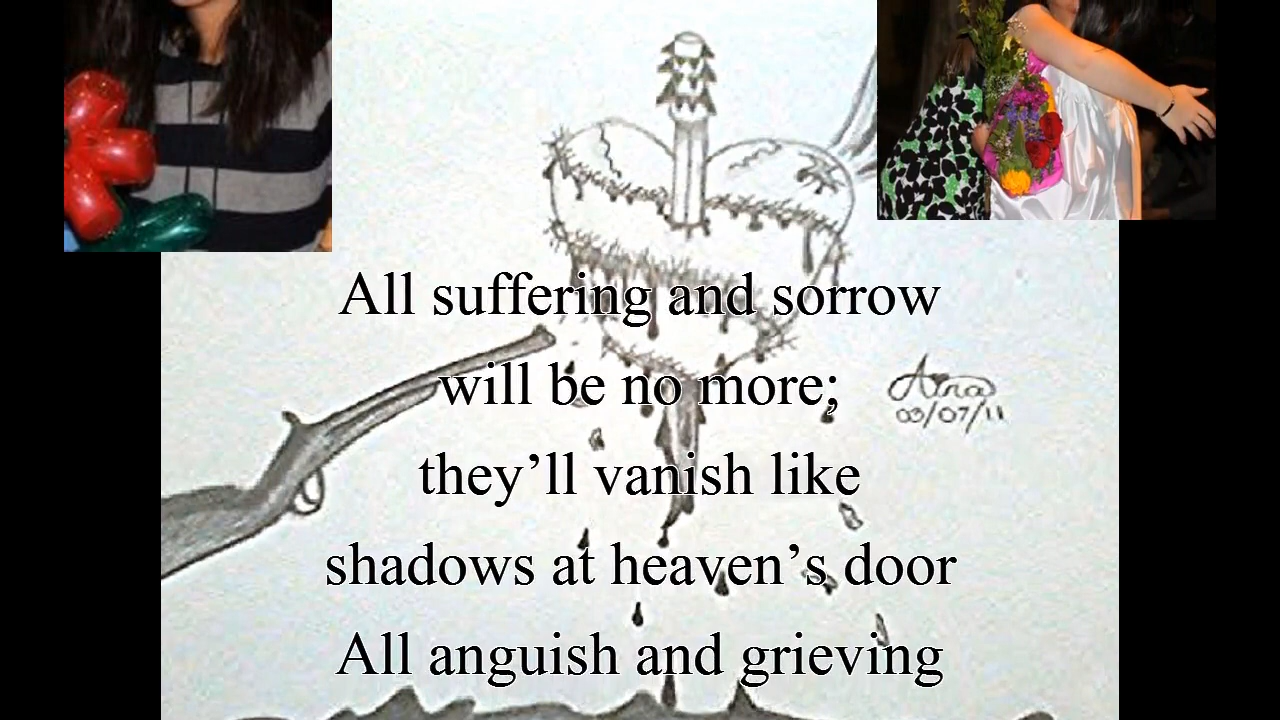 All suffering and sorrow
will be no more;
Aina
03/07/11
they’ll vanish like
shadows at heaven’s door
All anguish and grieving